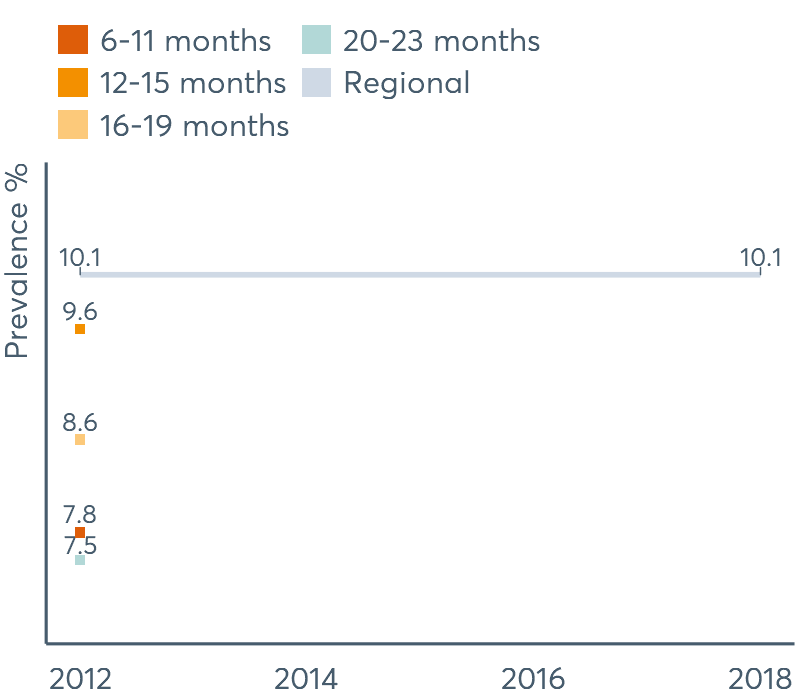 6-11 months
20-23 months
12-15 months
Regional
16-19 months
Prevalence %
10.1
10.1
9.6
8.6
7.8
7.5
2012
2014
2016
2018